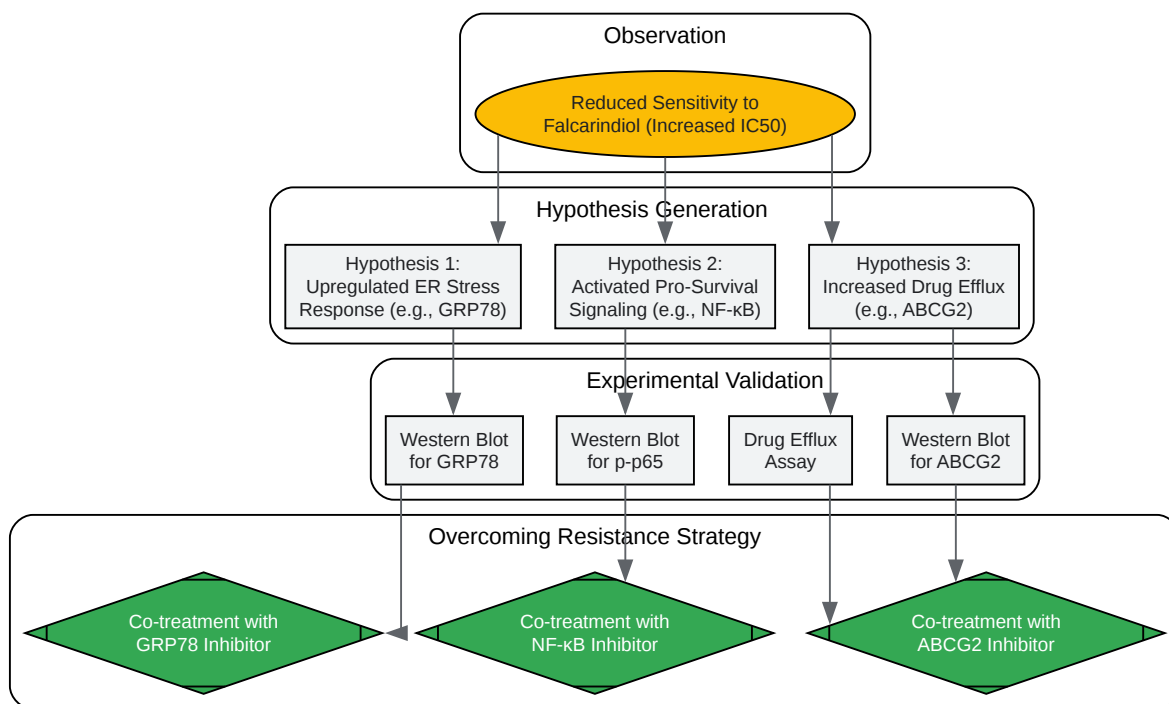 Observation
Reduced Sensitivity to
Falcarindiol (Increased IC50)
Hypothesis Generation
Hypothesis 1:
Upregulated ER Stress
Response (e.g., GRP78)
Hypothesis 2:
Activated Pro-Survival
Signaling (e.g., NF-κB)
Hypothesis 3:
Increased Drug Efflux
(e.g., ABCG2)
Experimental Validation
Western Blot
for GRP78
Western Blot
for p-p65
Drug Efflux
Assay
Western Blot
for ABCG2
Overcoming Resistance Strategy
Co-treatment with
GRP78 Inhibitor
Co-treatment with
NF-κB Inhibitor
Co-treatment with
ABCG2 Inhibitor